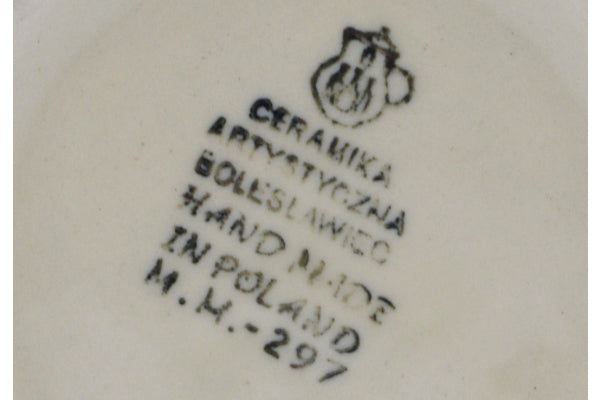 CERAMIKA
ARTYSTYCZNA
BOLESŁAWIEC
HAND MADE
IN POLAND
M.H.-297